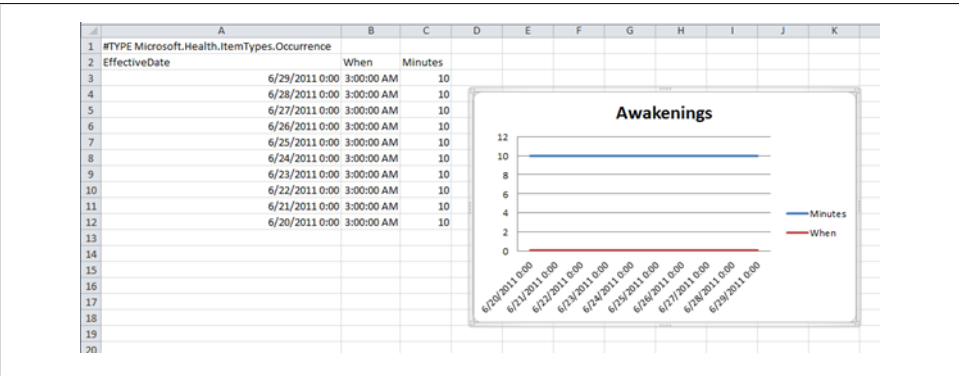 A B C D E F G H I J K
1 #TYPE Microsoft.Health.ItemTypes.Occurrence
2 EffectiveDate When Minutes
3 6/29/2011 0:00 3:00:00 AM 10
4 6/28/2011 0:00 3:00:00 AM 10
5 6/27/2011 0:00 3:00:00 AM 10
6 6/26/2011 0:00 3:00:00 AM 10
7 6/25/2011 0:00 3:00:00 AM 10
8 6/24/2011 0:00 3:00:00 AM 10
9 6/23/2011 0:00 3:00:00 AM 10
10 6/22/2011 0:00 3:00:00 AM 10
11 6/21/2011 0:00 3:00:00 AM 10
12 6/20/2011 0:00 3:00:00 AM 10
13
14
15
16
17
18
19
20
Awakenings
12
10
8
6
4
2
0
6/20/2011 0:00
6/21/2011 0:00
6/22/2011 0:00
6/23/2011 0:00
6/24/2011 0:00
6/25/2011 0:00
6/26/2011 0:00
6/27/2011 0:00
6/28/2011 0:00
6/29/2011 0:00
Minutes
When